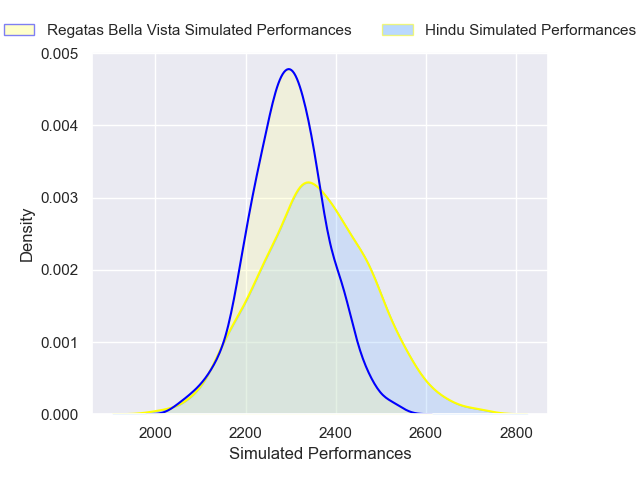 Regatas Bella Vista Simulated Performances Hindu Simulated Performances
0.005
0.004
0.003
0.002
0.001
0.000
Density
2000 2200 2400 2600 2800
Simulated Performances